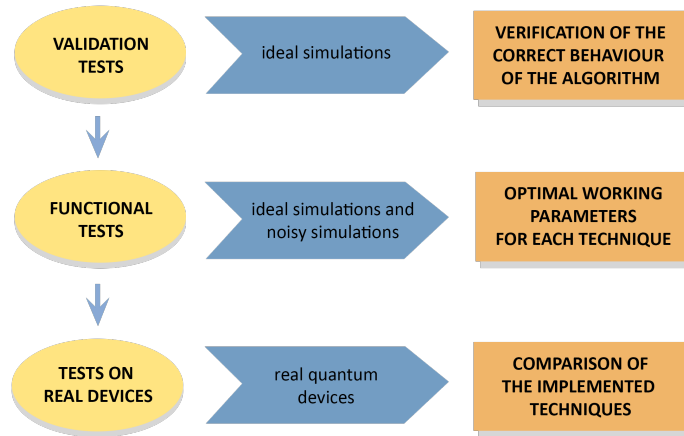 VALIDATION
TESTS
ideal simulations
VERIFICATION OF THE
CORRECT BEHAVIOUR
OF THE ALGORITHM
FUNCTIONAL
TESTS
ideal simulations and
noisy simulations
OPTIMAL WORKING
PARAMETERS
FOR EACH TECHNIQUE
TESTS ON
REAL DEVICES
real quantum
devices
COMPARISON OF
THE IMPLEMENTED
TECHNIQUES